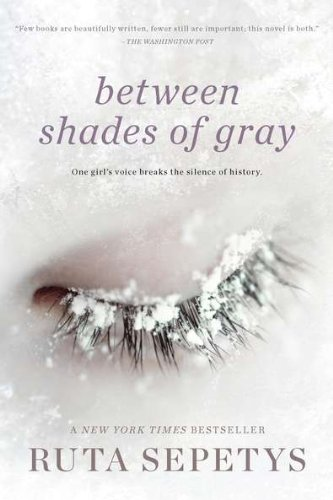 "Few books are beautifully written, fewer still are important; this novel is both."
- THE WASHINGTON POST
between
shades of gray
One girl's voice breaks the silence of history.
A NEW YORK TIMES BESTSELLER
RUTA SEPETYS